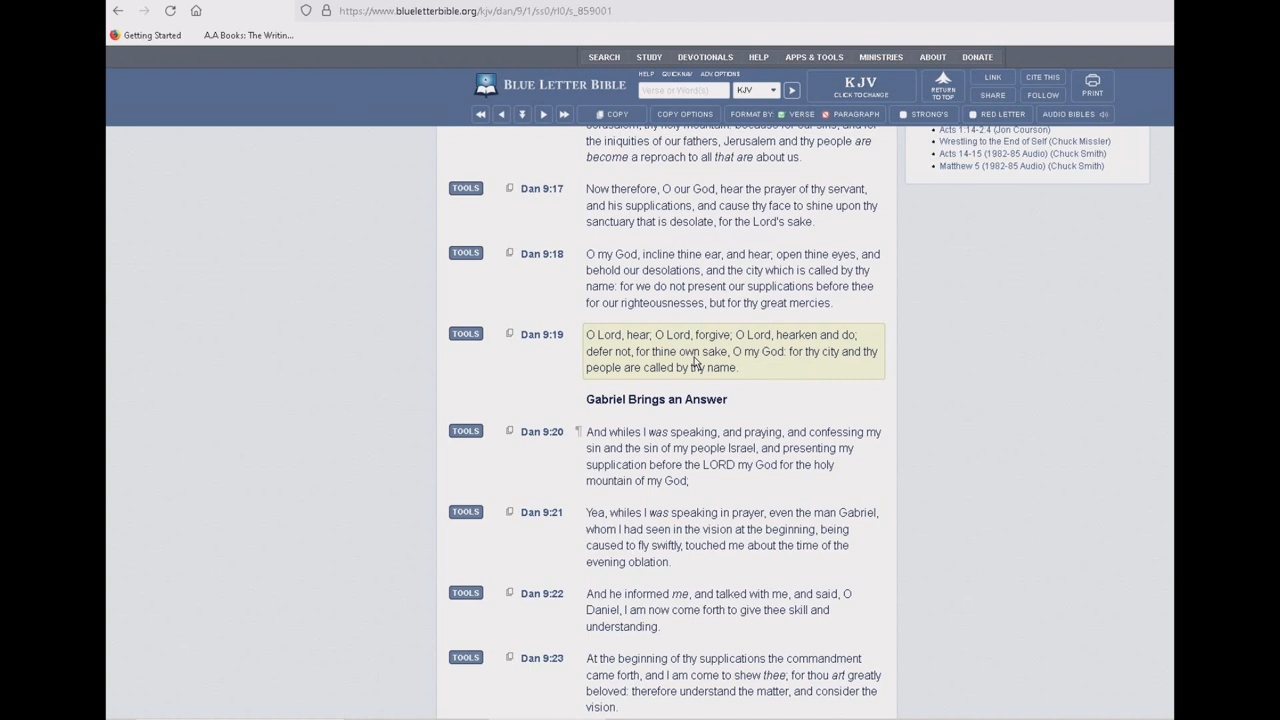 https://www.blueletterbible.org/kjv/dan/9/1/ss0/rl0/s_859001
Getting Started
A,A Books: The Writin...
SEARCH STUDY DEVOTIONALS HELP APPS & TOOLS MINISTRIES ABOUT DONATE
BLUE LETTER BIBLE
HELP QUICKNAV ADV OPTIONS
Verse or Word(s)
KJV
KJV
CLICK TO CHANGE
RETURN
TO TOP
LINK
CITE THIS
SHARE
FOLLOW
PRINT
COPY COPY OPTIONS FORMAT BY: VERSE PARAGRAPH STRONG'S RED LETTER AUDIO BIBLES
Jerusalem, thy holy mountain: because for our sins, and for
the iniquities of our fathers, Jerusalem and thy people are
become a reproach to all that are about us.
TOOLS Dan 9:17 Now therefore, O our God, hear the prayer of thy servant,
and his supplications, and cause thy face to shine upon thy
sanctuary that is desolate, for the Lord's sake.
TOOLS Dan 9:18 O my God, incline thine ear, and hear; open thine eyes, and
behold our desolations, and the city which is called by thy
name: for we do not present our supplications before thee
for our righteousnesses, but for thy great mercies.
TOOLS Dan 9:19 O Lord, hear; O Lord, forgive; O Lord, hearken and do;
defer not, for thine own sake, O my God: for thy city and thy
people are called by thy name.
Gabriel Brings an Answer
TOOLS Dan 9:20 ¶ And whiles I was speaking, and praying, and confessing my
sin and the sin of my people Israel, and presenting my
supplication before the LORD my God for the holy
mountain of my God;
TOOLS Dan 9:21 Yea, whiles I was speaking in prayer, even the man Gabriel,
whom I had seen in the vision at the beginning, being
caused to fly swiftly, touched me about the time of the
evening oblation.
TOOLS Dan 9:22 And he informed me, and talked with me, and said, O
Daniel, I am now come forth to give thee skill and
understanding.
TOOLS Dan 9:23 At the beginning of thy supplications the commandment
came forth, and I am come to shew thee; for thou art greatly
beloved: therefore understand the matter, and consider the
vision.
Acts 1:14-2:4 (Jon Courson)
Wrestling to the End of Self (Chuck Missler)
Acts 14-15 (1982-85 Audio) (Chuck Smith)
Matthew 5 (1982-85 Audio) (Chuck Smith)